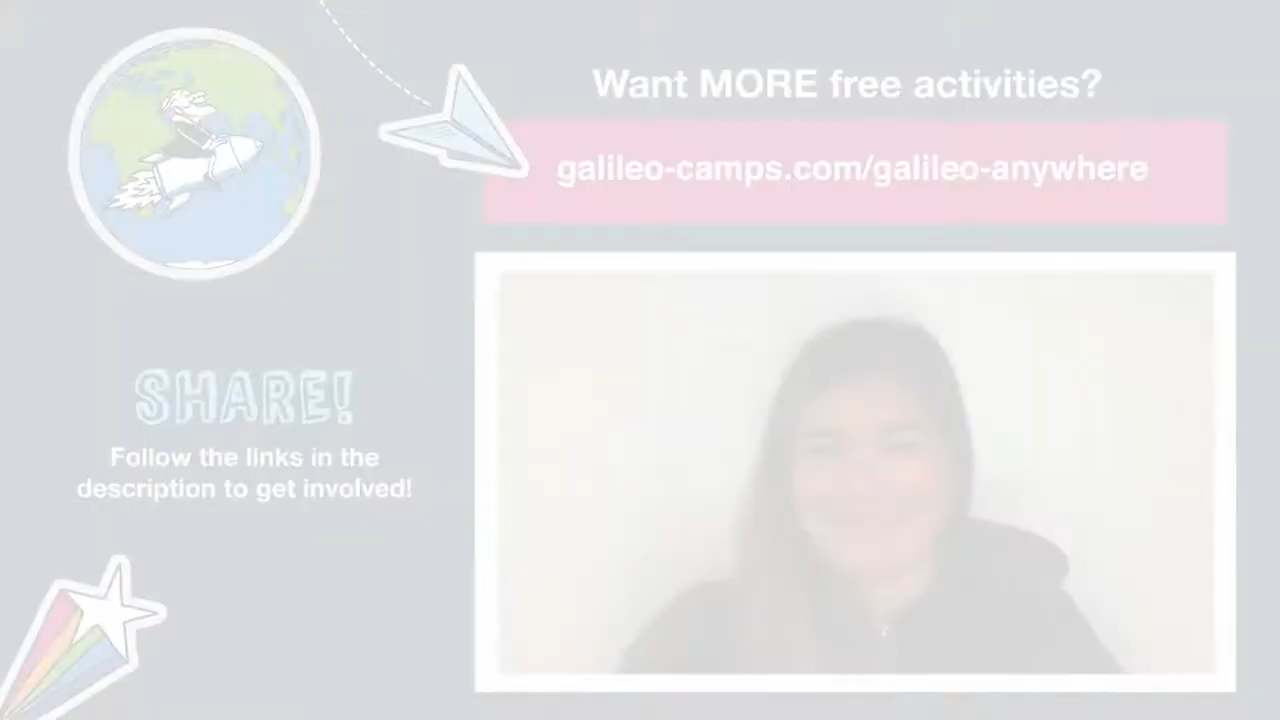 Want MORE free activities?
galileo-camps.com/galileo-anywhere
SHARE!
Follow the links in the
description to get involved!